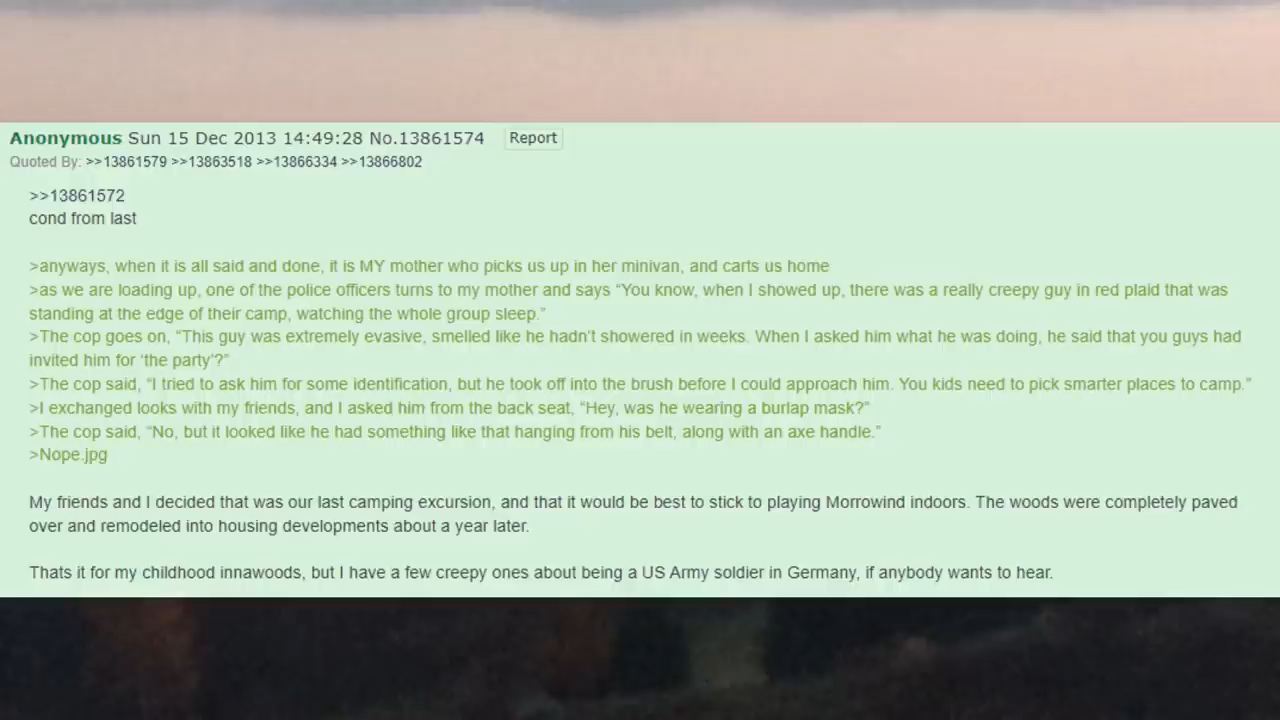 Anonymous Sun 15 Dec 2013 14:49:28 No.13861574 Report
Quoted By: >>13861579 >>13863518 >>13866334 >>13866802
>>13861572
cond from last
>anyways, when it is all said and done, it is MY mother who picks us up in her minivan, and carts us home
>as we are loading up, one of the police officers turns to my mother and says “You know, when I showed up, there was a really creepy guy in red plaid that was
standing at the edge of their camp, watching the whole group sleep.”
>The cop goes on, “This guy was extremely evasive, smelled like he hadn’t showered in weeks. When I asked him what he was doing, he said that you guys had
invited him for ‘the party’?”
>The cop said, “I tried to ask him for some identification, but he took off into the brush before I could approach him. You kids need to pick smarter places to camp.”
>I exchanged looks with my friends, and I asked him from the back seat, “Hey, was he wearing a burlap mask?”
>The cop said, “No, but it looked like he had something like that hanging from his belt, along with an axe handle.”
>Nope.jpg
My friends and I decided that was our last camping excursion, and that it would be best to stick to playing Morrowind indoors. The woods were completely paved
over and remodeled into housing developments about a year later.
Thats it for my childhood innawoods, but I have a few creepy ones about being a US Army soldier in Germany, if anybody wants to hear.